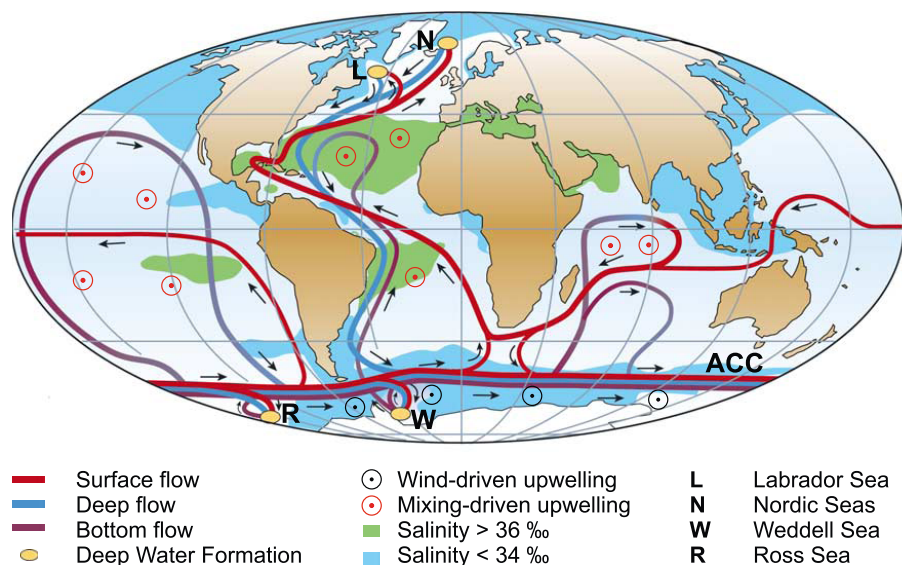 N
L
ACC
R
W
Surface flow
Deep flow
Bottom flow
Deep Water Formation
Wind-driven upwelling
Mixing-driven upwelling
Salinity > 36 ‰
Salinity < 34 ‰
L Labrador Sea
N Nordic Seas
W Weddell Sea
R Ross Sea